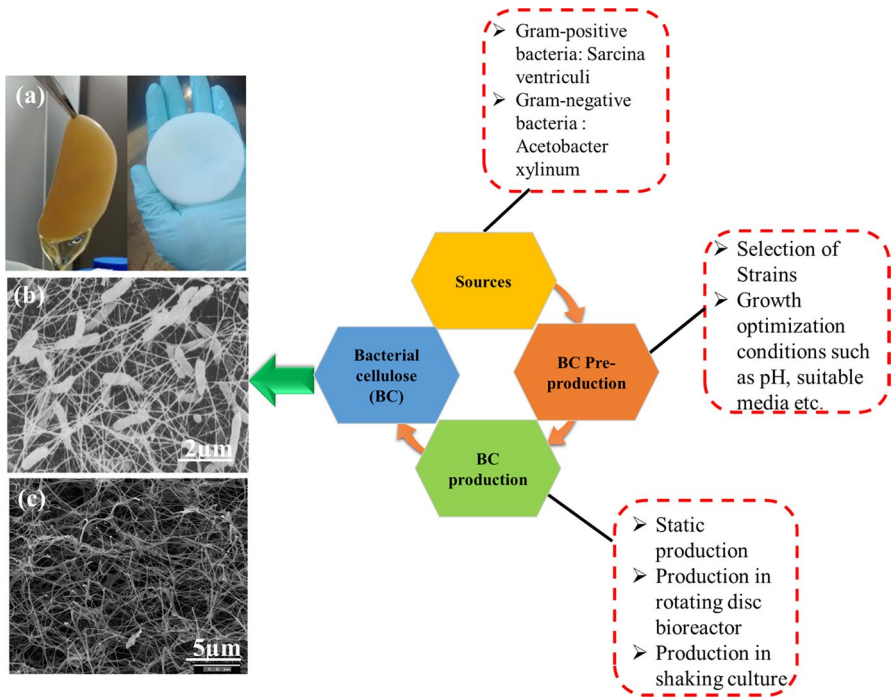 ➢ Gram-positive
bacteria: Sarcina
ventriculi
➢ Gram-negative
bacteria :
Acetobacter
xylinum
(a)
Sources
➢ Selection of
Strains
➢ Growth
optimization
conditions such
as pH, suitable
media etc.
(b)
Bacterial
cellulose
(BC)
BC Pre-
production
2μm
BC
production
(c)
➢ Static
production
➢ Production in
rotating disc
bioreactor
➢ Production in
shaking culture
5μm